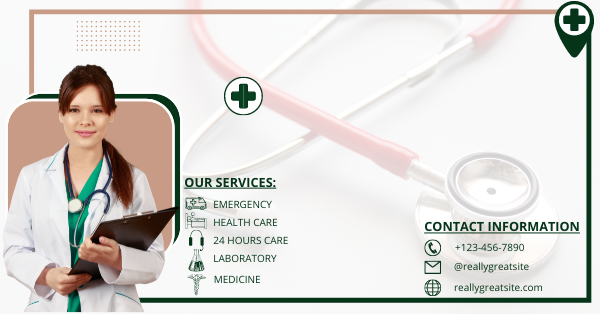 OUR SERVICES:
EMERGENCY
HEALTH CARE
24 HOURS CARE
LABORATORY
MEDICINE
CONTACT INFORMATION
+123-456-7890
@reallygreatsite
reallygreatsite.com